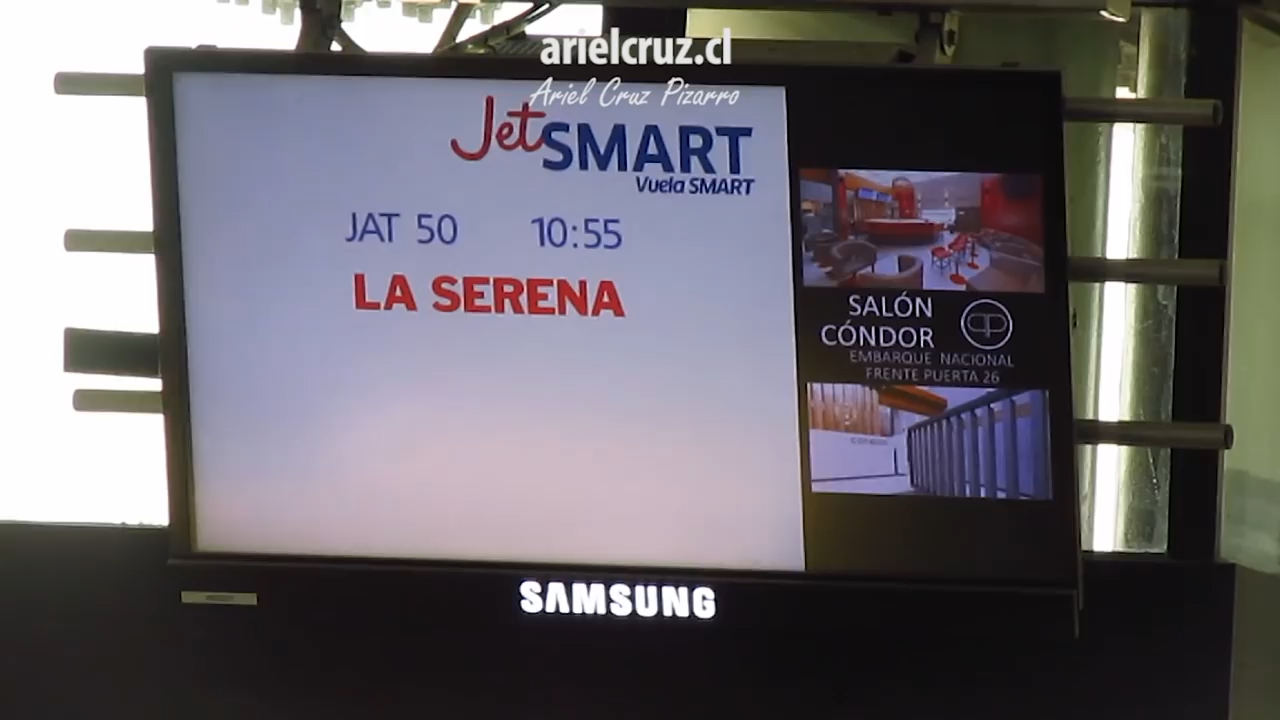 arielcruz.cl
Ariel Cruz Pizarro
JetSMART
Vuela SMART
JAT 50 10:55
LA SERENA
SALÓN
CÓNDOR
EMBARQUE NACIONAL
FRENTE PUERTA 26
SAMSUNG